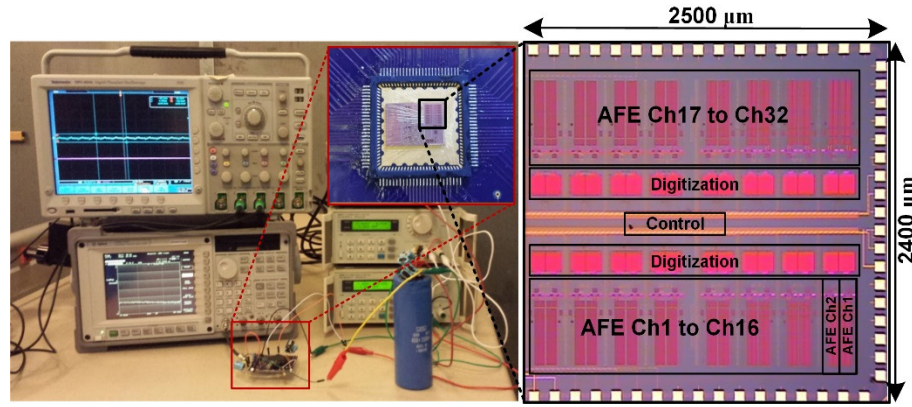 2500 µm
AFE Ch17 to Ch32
Digitization
Control
Digitization
AFE Ch1 to Ch16
AFE Ch2
AFE Ch1
2400 µm